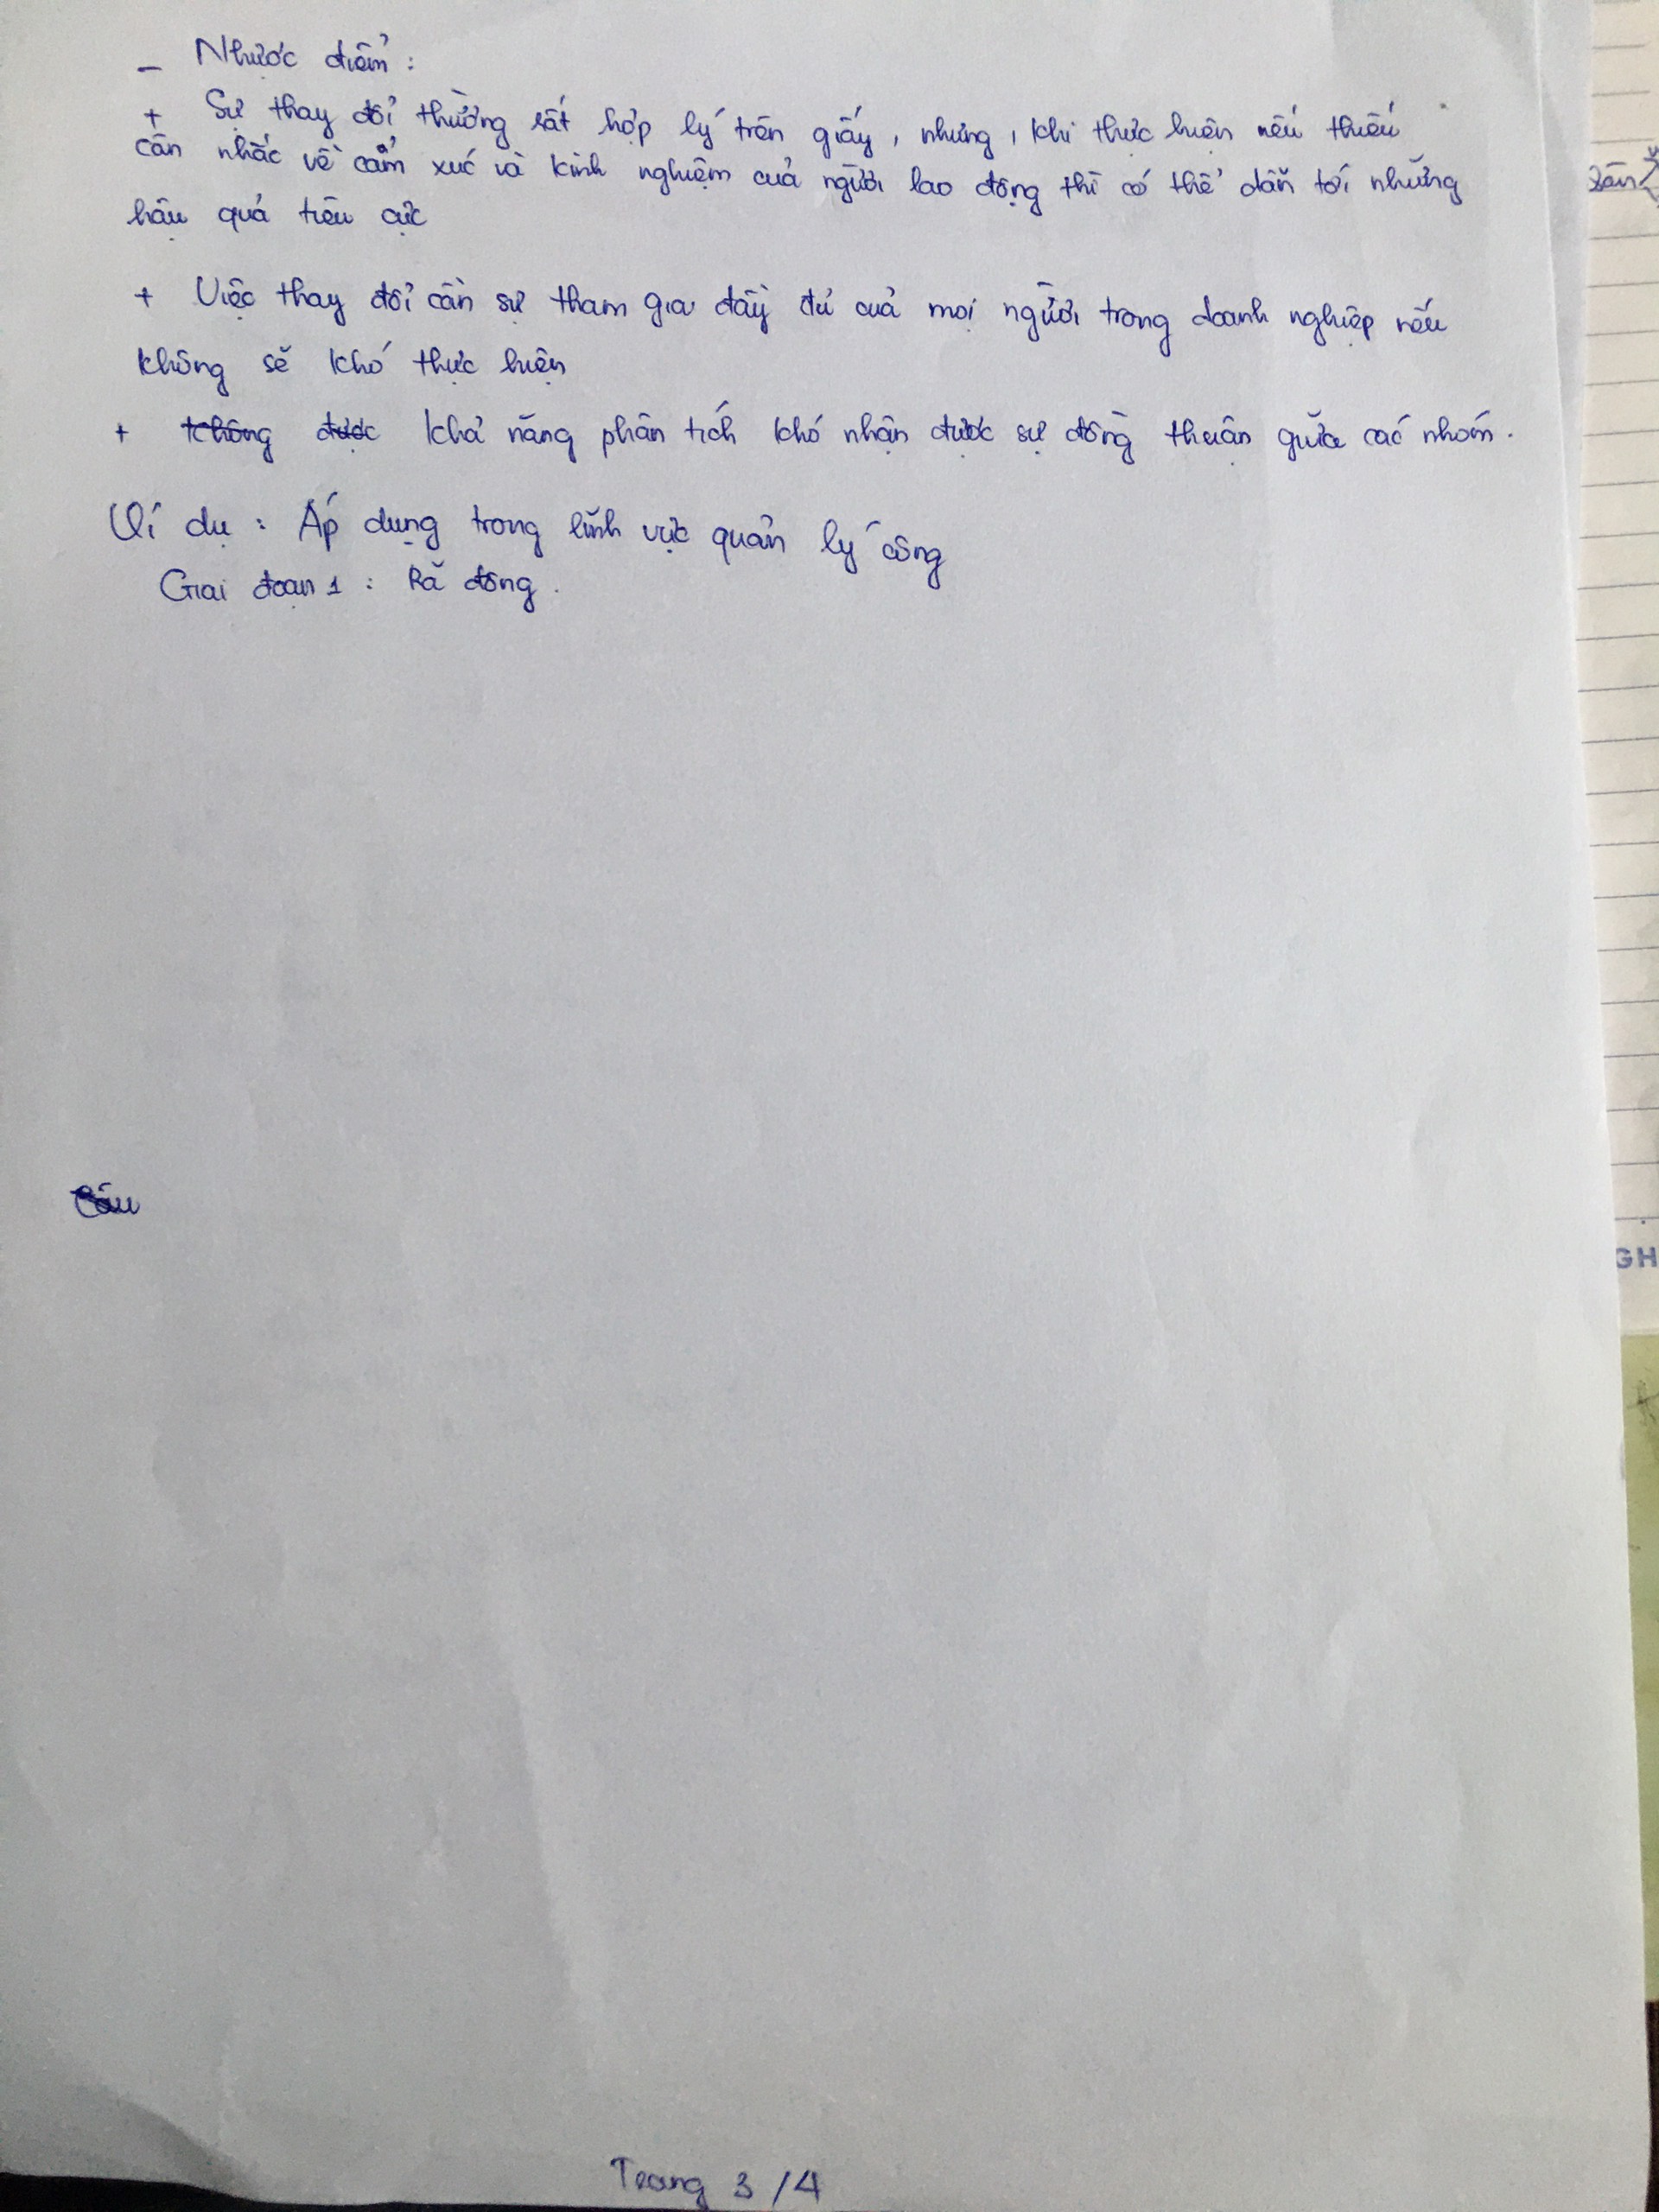 - Nhược điểm :
+ Sự thay đổi thường rất hợp lý trên giấy, nhưng, khi thực hiện nếu thiếu
cân nhắc về cảm xúc và kinh nghiệm của người lao động thì có thể dẫn tới những
hậu quả tiêu cực
+ Việc thay đổi cần sự tham gia đầy đủ của mọi người trong doanh nghiệp nếu
không sẽ khó thực hiện
+ Không được khả năng phân tích khó nhận được sự đồng thuận giữa các nhóm.
Ví dụ : Áp dụng trong lĩnh vực quản lý công
Giai đoạn 1 : Rã đông.
Câu
Trang 3/4
GH